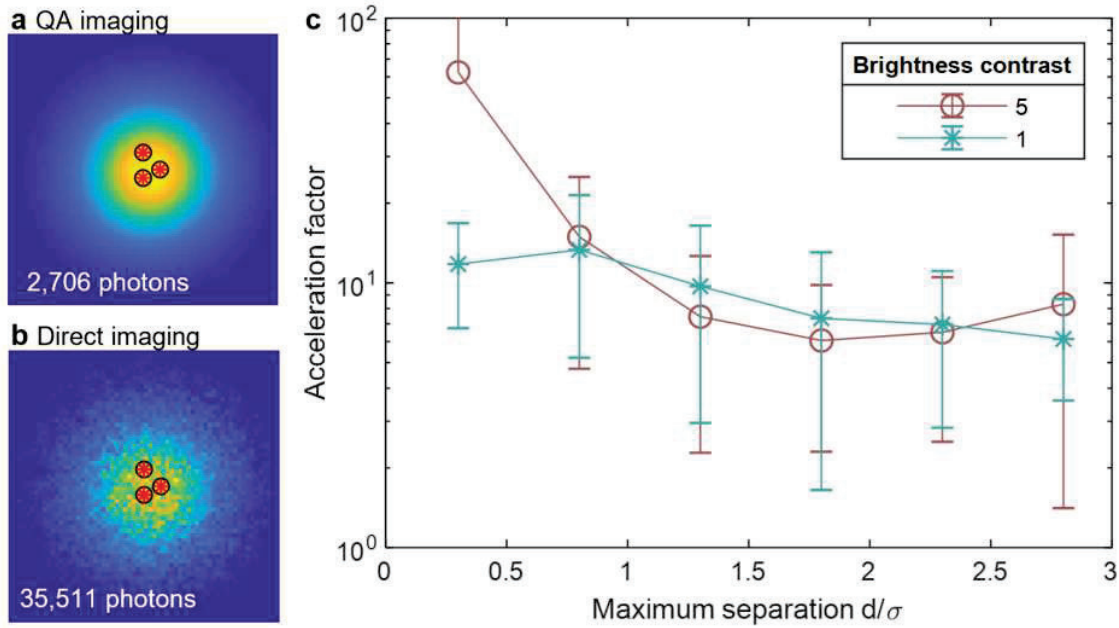 a QA imaging
2,706 photons
b Direct imaging
35,511 photons
c
Acceleration factor
10^2
10^1
10^0
0
0.5
1
1.5
2
2.5
3
Maximum separation d/σ
Brightness contrast
5
1